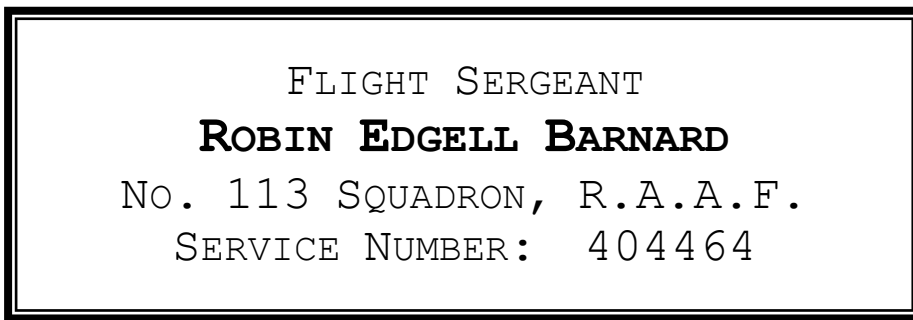 Flight Sergeant
Robin Edgell Barnard
No. 113 Squadron, R.A.A.F.
Service Number: 404464